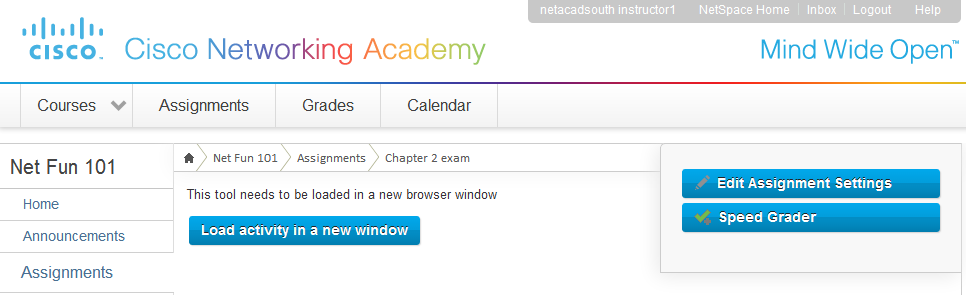 netacadsouth instructor1 NetSpace Home Inbox Logout Help
CISCO™ Cisco Networking Academy Mind Wide Open™
Courses Assignments Grades Calendar
Net Fun 101
Home
Announcements
Assignments
Net Fun 101 Assignments Chapter 2 exam
This tool needs to be loaded in a new browser window
Load activity in a new window
Edit Assignment Settings
Speed Grader